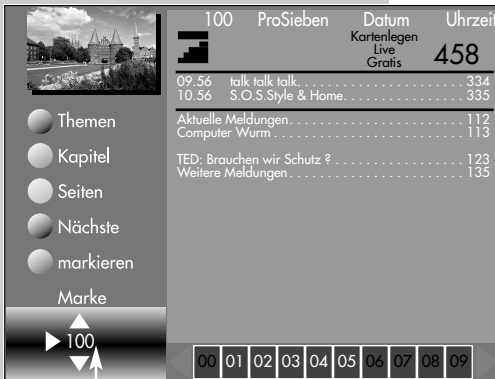 100 ProSieben Datum Uhrzeit
Kartenlegen
Live
Gratis
458
09.56 talk talk talk. . . . . . . . . . . . . . . . . . . . . . . 334
10.56 S.O.S.Style & Home. . . . . . . . . . . . . . . . 335
Aktuelle Meldungen. . . . . . . . . . . . . . . . . . . . . . . . 112
Computer Wurm . . . . . . . . . . . . . . . . . . . . . . . . . . 113
TED: Brauchen wir Schutz ? . . . . . . . . . . . . . . . . . . 123
Weitere Meldungen. . . . . . . . . . . . . . . . . . . . . . . . 135
Themen
Kapitel
Seiten
Nächste
markieren
Marke
100
00 01 02 03 04 05 06 07 08 09